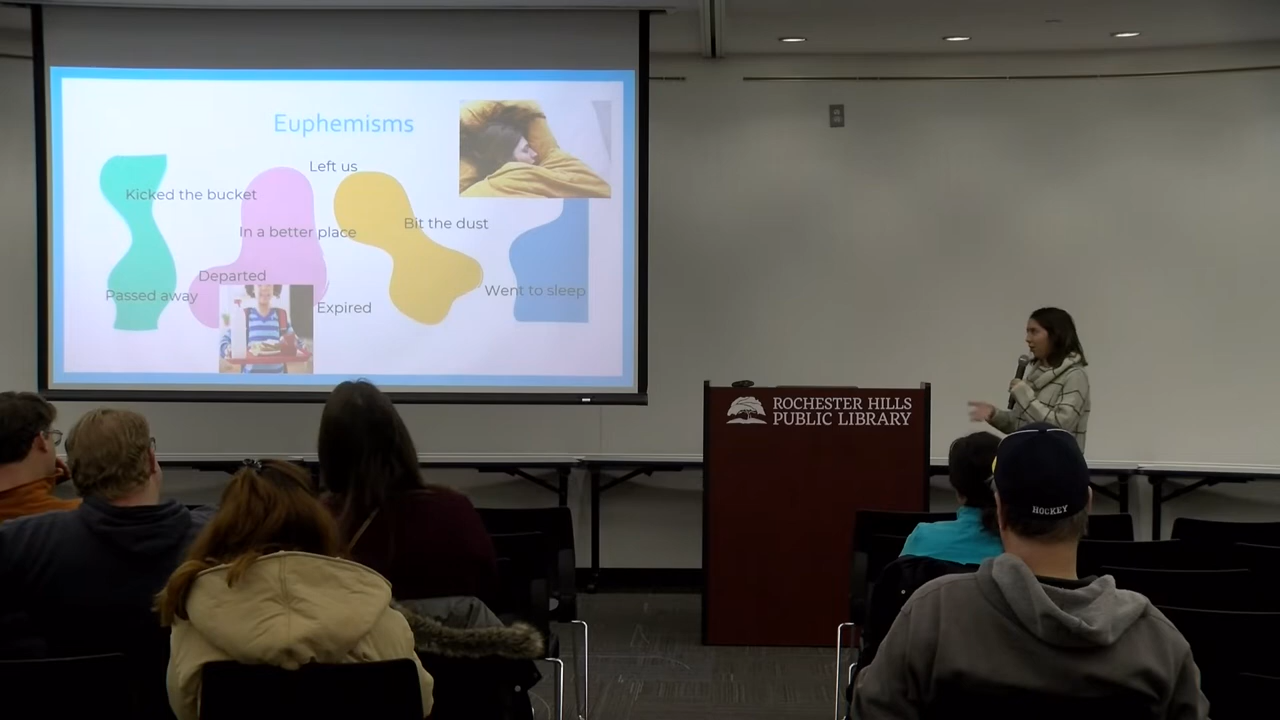 Euphemisms
Left us
Kicked the bucket
Bit the dust
In a better place
Departed
Passed away
Went to sleep
Expired
ROCHESTER HILLS
PUBLIC LIBRARY
HOCKEY